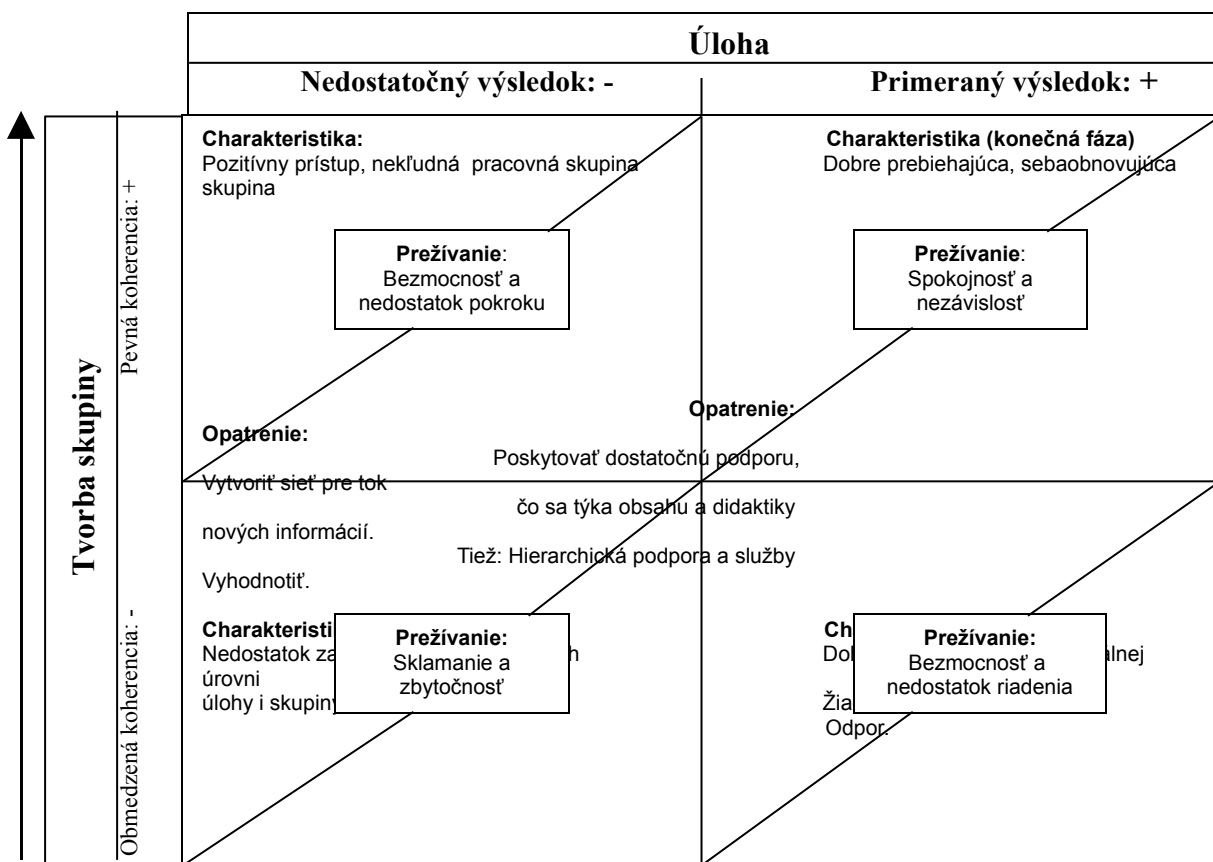 Úloha
Nedostatočný výsledok: -
Primeraný výsledok: +
Tvorba skupiny
Pevná koherencia: +
Obmedzená koherencia: -
Charakteristika:
Pozitívny prístup, nekľudná pracovná skupina
skupina
Prežívanie:
Bezmocnosť a
nedostatok pokroku
Opatrenie:
Vytvoriť sieť pre tok
nových informácií.
Vyhodnotiť.
Charakteristika (konečná fáza)
Dobre prebiehajúca, sebaobnovujúca
Prežívanie:
Spokojnosť a
nezávislosť
Opatrenie:
Poskytovať dostatočnú podporu,
čo sa týka obsahu a didaktiky
Tiež: Hierarchická podpora a služby
Nedostatok
úrovni
úlohy i skupiny
Prežívanie:
Sklamanie a
zbytočnosť
Prežívanie:
Bezmocnosť a
nedostatok riadenia
Odpor.